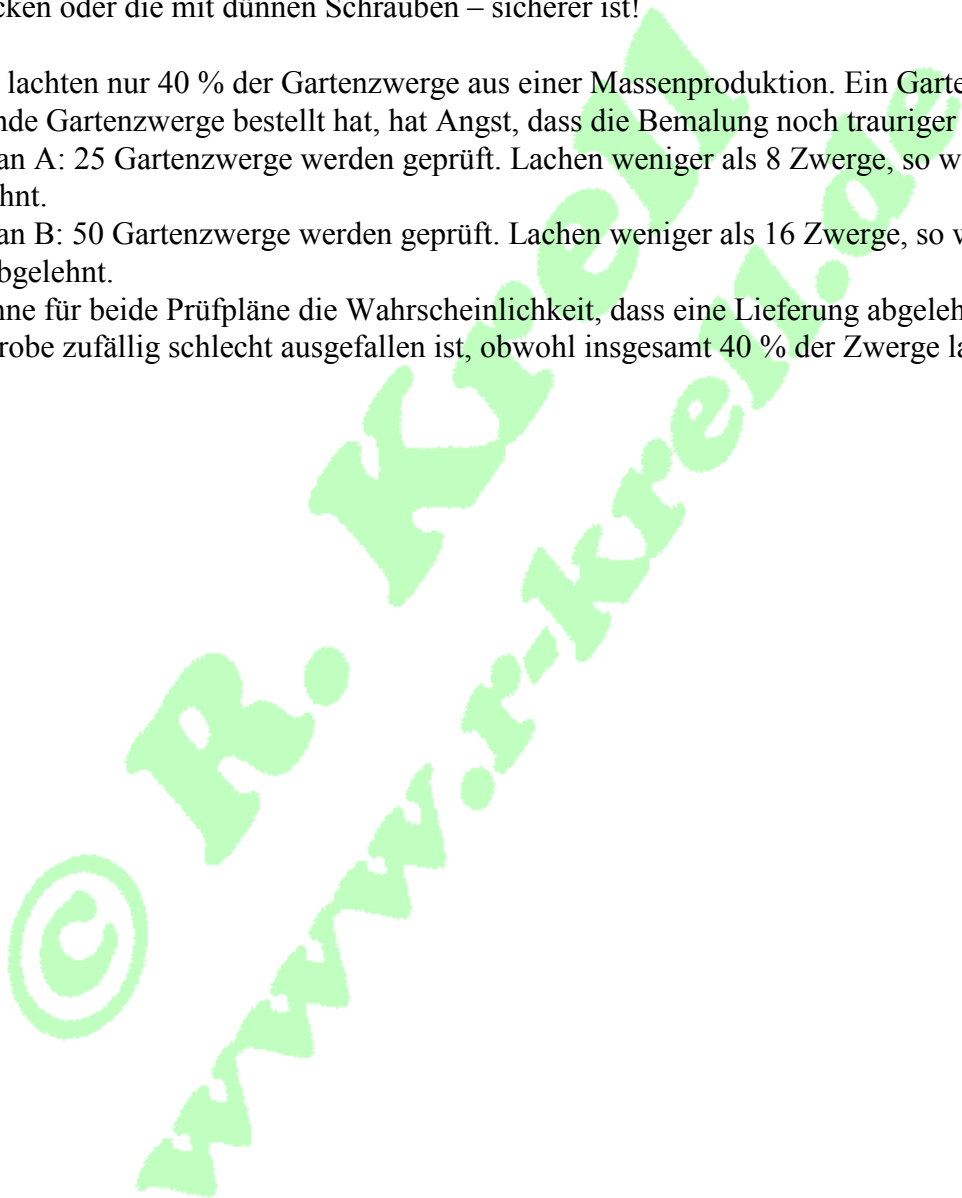 cken oder die mit dünnen Schrauben – sicherer ist!
lachten nur 40 % der Gartenzwerge aus einer Massenproduktion. Ein Garte
nde Gartenzwerge bestellt hat, hat Angst, dass die Bemalung noch trauriger
an A: 25 Gartenzwerge werden geprüft. Lachen weniger als 8 Zwerge, so w
hnt.
an B: 50 Gartenzwerge werden geprüft. Lachen weniger als 16 Zwerge, so w
bgelehnt.
hne für beide Prüfpläne die Wahrscheinlichkeit, dass eine Lieferung abgeleh
robe zufällig schlecht ausgefallen ist, obwohl insgesamt 40 % der Zwerge la
© R. Krell
www.r-krell.de